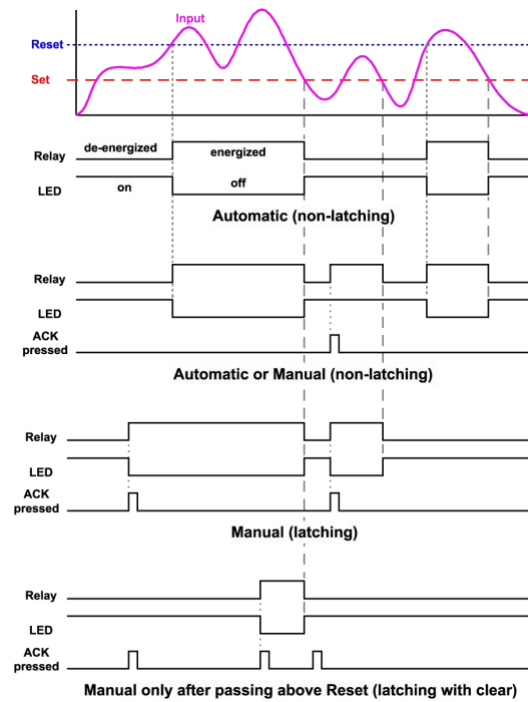 Input
Reset
Set
de-energized energized
Relay
LED on off
Automatic (non-latching)
Relay
LED
ACK
pressed
Automatic or Manual (non-latching)
Relay
LED
ACK
pressed
Manual (latching)
Relay
LED
ACK
pressed
Manual only after passing above Reset (latching with clear)